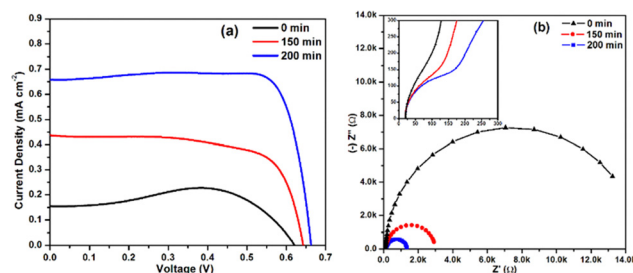 (a)
0 min
150 min
200 min
Current Density (mA cm⁻²)
0.9
0.8
0.7
0.6
0.5
0.4
0.3
0.2
0.1
0.0
0.0 0.1 0.2 0.3 0.4 0.5 0.6 0.7
Voltage (V)
(b)
0 min
150 min
200 min
(-) Z'' (Ω)
14.0k
12.0k
10.0k
8.0k
6.0k
4.0k
2.0k
0.0
0.0 2.0k 4.0k 6.0k 8.0k 10.0k 12.0k 14.0k
Z' (Ω)
300
250
200
150
100
50
0
0 50 100 150 200 250 300